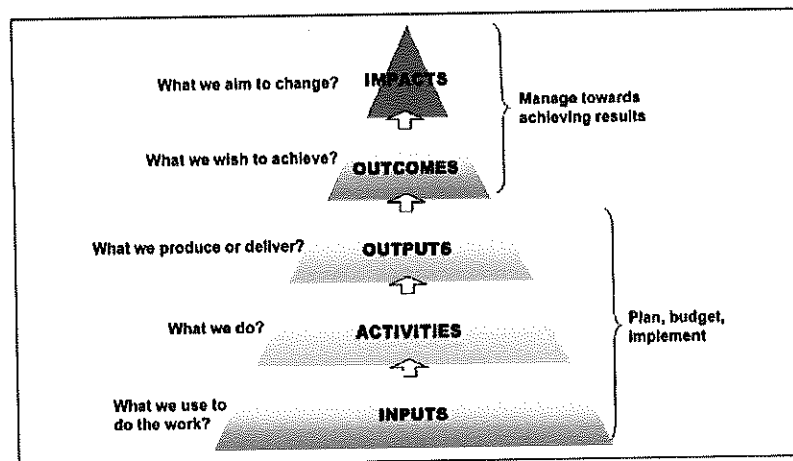 What we aim to change?
IMPACTS
Manage towards
achieving results
What we wish to achieve?
OUTCOMES
What we produce or deliver?
OUTPUTS
What we do?
ACTIVITIES
Plan, budget,
implement
What we use to
do the work?
INPUTS